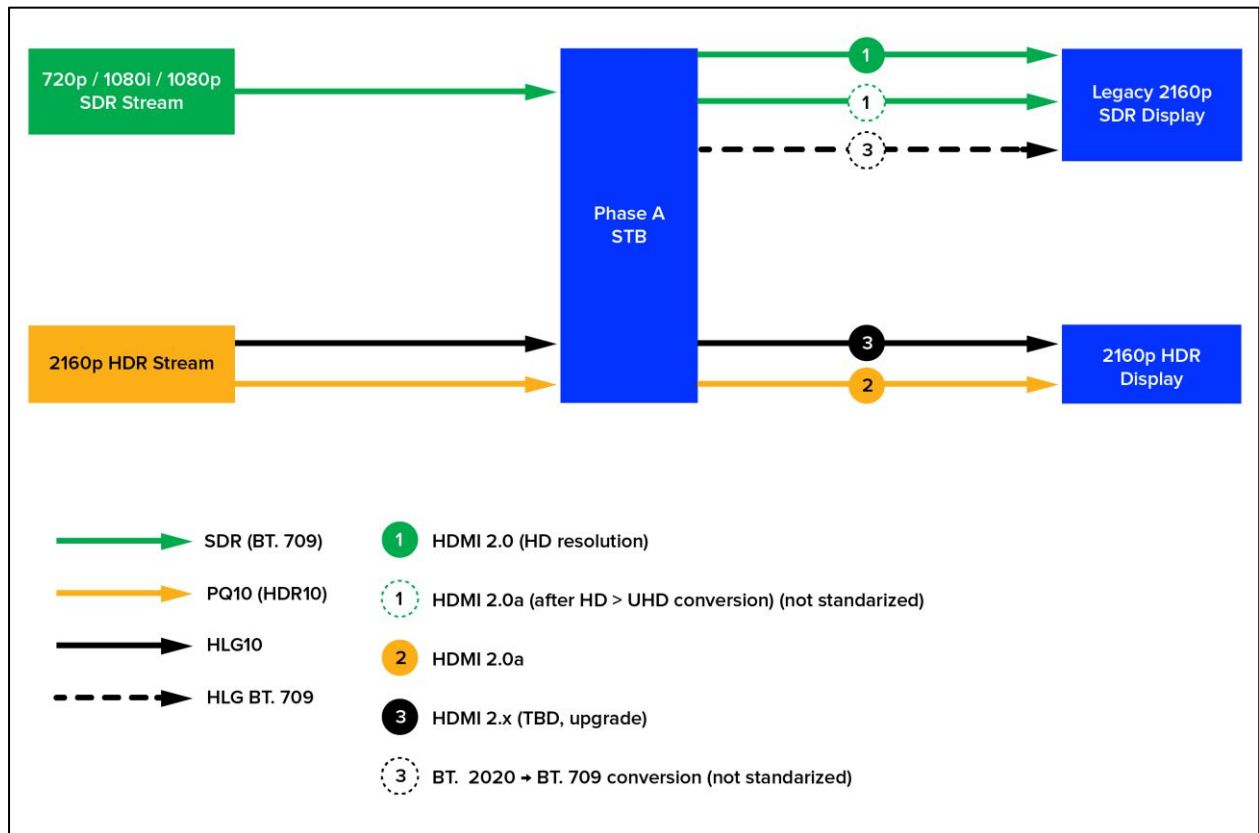 720p / 1080i / 1080p
SDR Stream
1
1
3
Legacy 2160p
SDR Display
Phase A
STB
2160p HDR Stream
3
2
2160p HDR
Display
SDR (BT. 709)
PQ10 (HDR10)
HLG10
HLG BT. 709
1 HDMI 2.0 (HD resolution)
1 HDMI 2.0a (after HD > UHD conversion) (not standarized)
2 HDMI 2.0a
3 HDMI 2.x (TBD, upgrade)
3 BT. 2020 → BT. 709 conversion (not standarized)